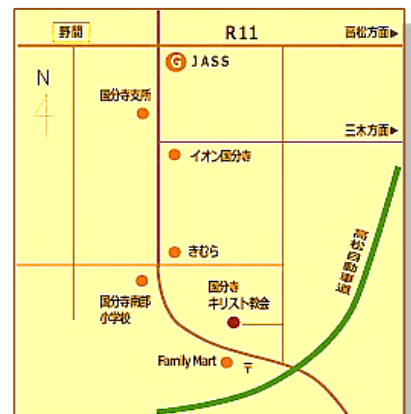 野間
R11
高松方面▶
G JASS
N
国分寺支所
三木方面▶
イオン国分寺
きむら
高松自動車道
国分寺南部
小学校
国分寺
キリスト教会
Family Mart
〒